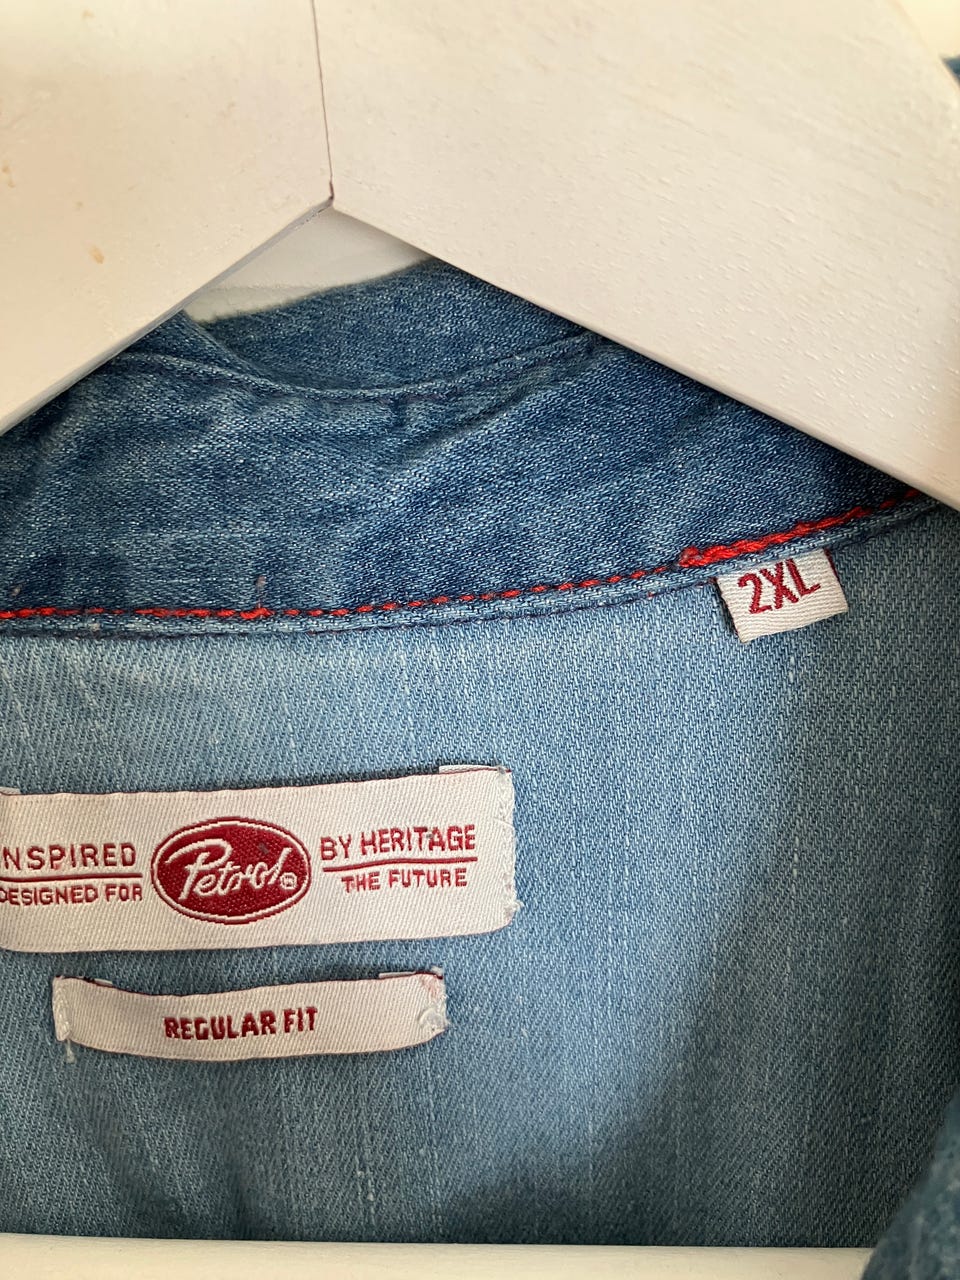 2XL
NSPIRED Petrol BY HERITAGE
DESIGNED FOR THE FUTURE
REGULAR FIT